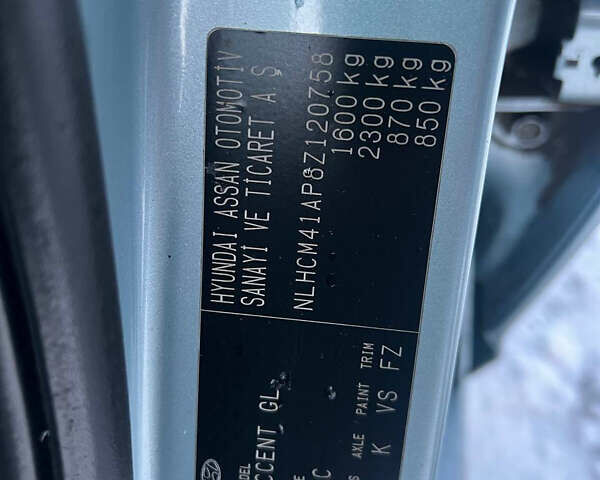 HYUNDAI ASSAN OTOMOTİV
SANAYİ VE TİCARET A.Ş
NLHCM41AP8Z120758
1600 kg
2300 kg
870 kg
850 kg
AXLE PAINT TRIM
K VS FZ
CCENT GL
C